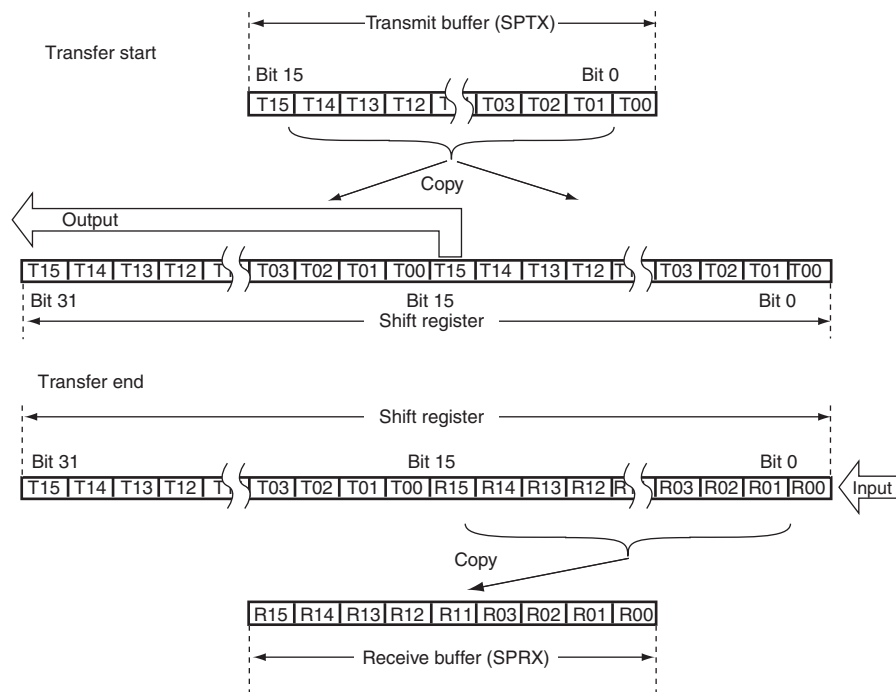 Transmit buffer (SPTX)
Transfer start
Bit 15 Bit 0
T15 T14 T13 T12 T03 T02 T01 T00
Copy
Output
T15 T14 T13 T12 T03 T02 T01 T00 T15 T14 T13 T12 T03 T02 T01 T00
Bit 31 Bit 15 Bit 0
Shift register
Transfer end
Shift register
Bit 31 Bit 15 Bit 0
T15 T14 T13 T12 T03 T02 T01 T00 R15 R14 R13 R12 R03 R02 R01 R00
Input
Copy
R15 R14 R13 R12 R11 R03 R02 R01 R00
Receive buffer (SPRX)